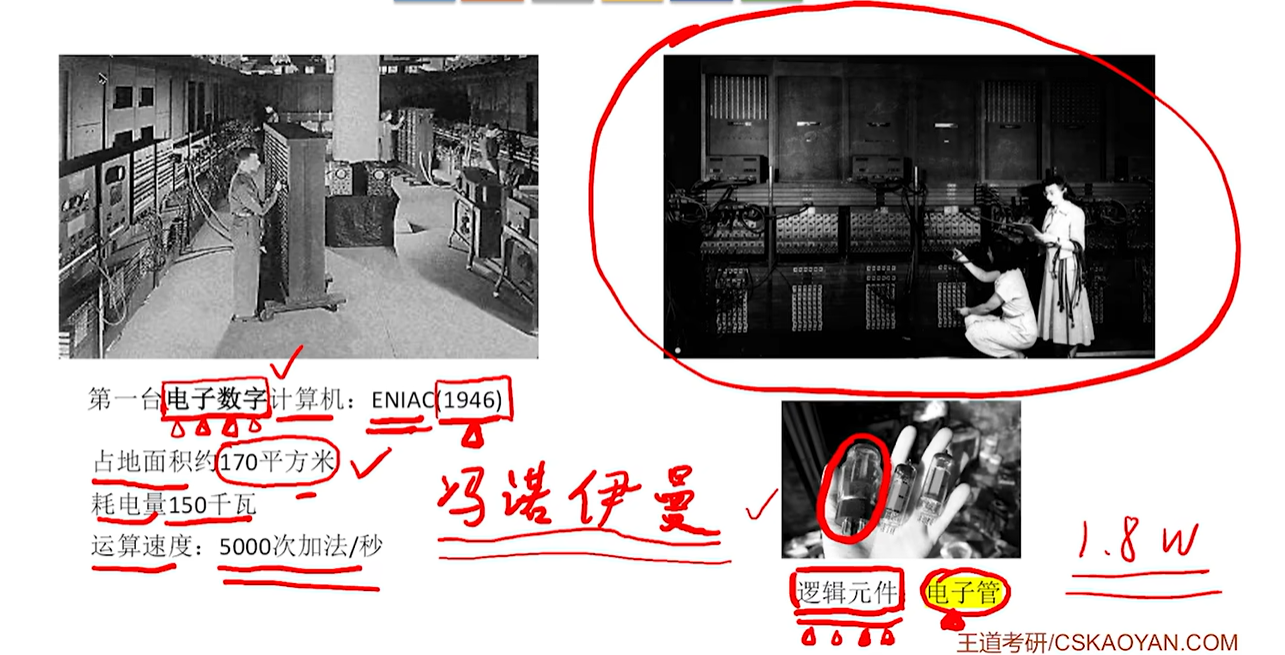 第一台电子数字计算机：ENIAC(1946)
占地面积约170平方米
耗电量150千瓦
运算速度：5000次加法/秒
冯诺伊曼
逻辑元件：电子管
1.8W
王道考研/CSKAOYAN.COM